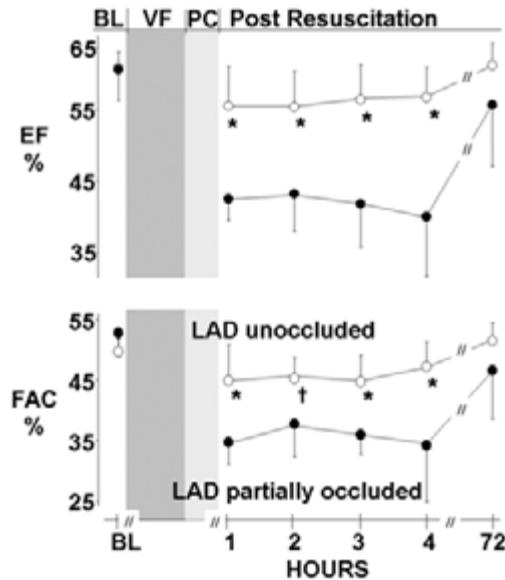 BL VF PC Post Resuscitation
65
55
EF
%
45
35
* * * *
//
55
LAD unoccluded
45
FAC
%
* † * *
//
35
LAD partially occluded
25
// // //
BL 1 2 3 4 72
HOURS